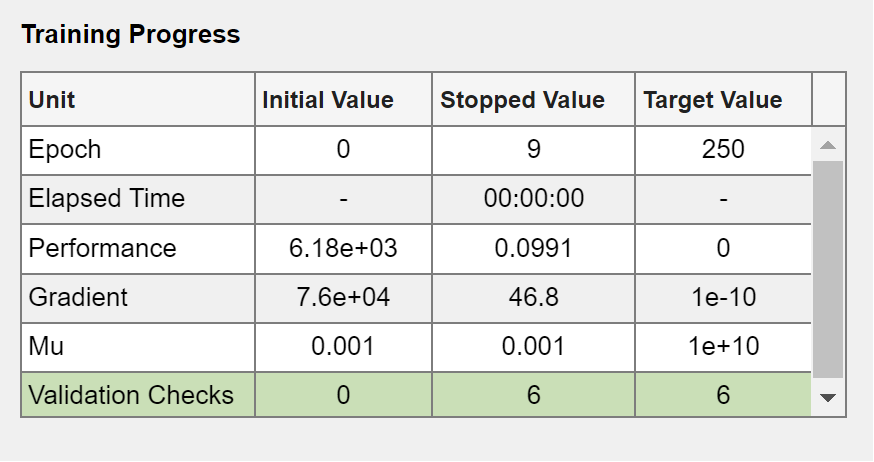 Training Progress
Unit Initial Value Stopped Value Target Value
Epoch 0 9 250
Elapsed Time - 00:00:00 -
Performance 6.18e+03 0.0991 0
Gradient 7.6e+04 46.8 1e-10
Mu 0.001 0.001 1e+10
Validation Checks 0 6 6